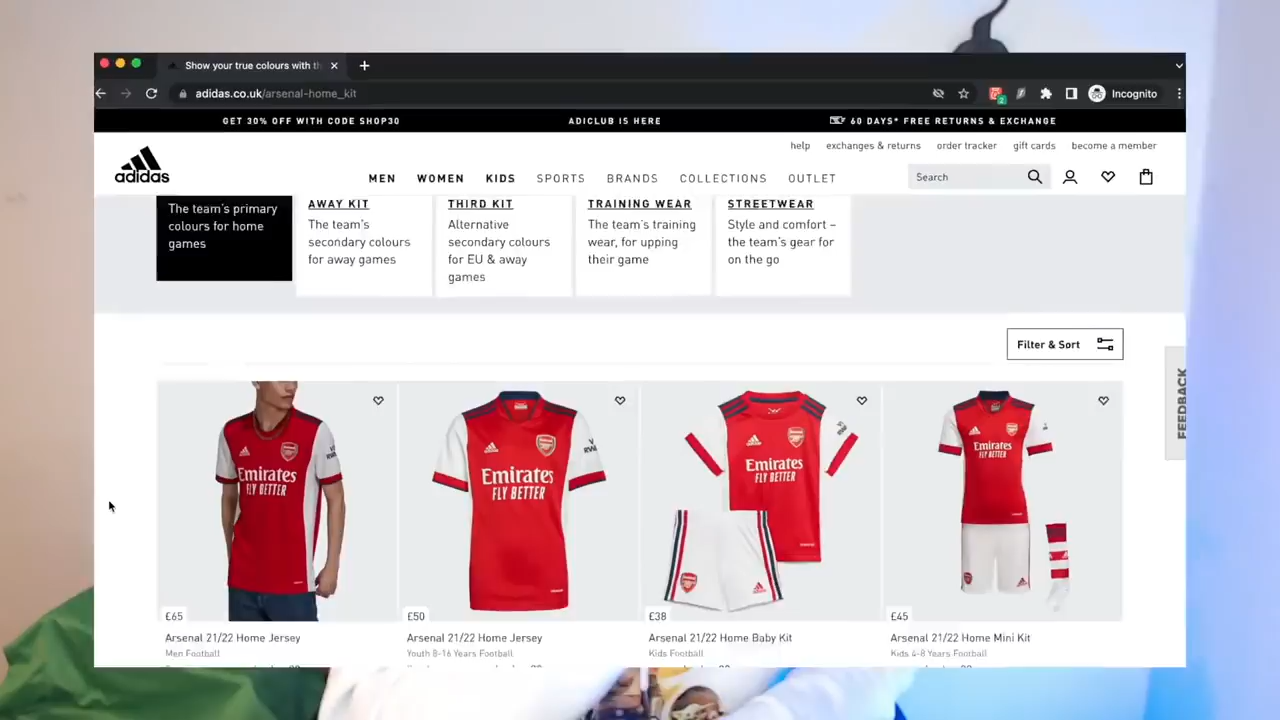 Show your true colours with th
adidas.co.uk/arsenal-home_kit
Incognito
GET 30% OFF WITH CODE SHOP30
ADICLUB IS HERE
60 DAYS* FREE RETURNS & EXCHANGE
help
exchanges & returns
order tracker
gift cards
become a member
adidas
MEN
WOMEN
KIDS
SPORTS
BRANDS
COLLECTIONS
OUTLET
Search
The team's primary
colours for home
games
AWAY KIT
The team's
secondary colours
for away games
THIRD KIT
Alternative
secondary colours
for EU & away
games
TRAINING WEAR
The team's training
wear, for upping
their game
STREETWEAR
Style and comfort –
the team's gear for
on the go
Filter & Sort
FEEDBACK
Emirates
FLY BETTER
£65
Arsenal 21/22 Home Jersey
Men Football
Emirates
FLY BETTER
£50
Arsenal 21/22 Home Jersey
Youth 8-16 Years Football
Emirates
FLY BETTER
£38
Arsenal 21/22 Home Baby Kit
Kids Football
Emirates
FLY BETTER
£45
Arsenal 21/22 Home Mini Kit
Kids 4-8 Years Football